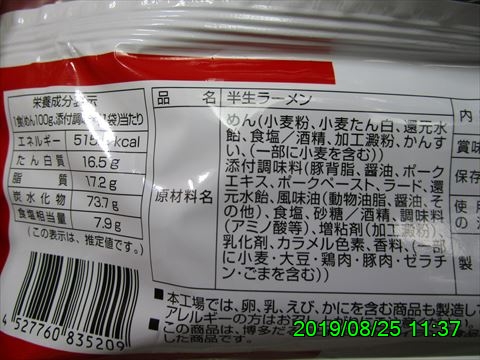 栄養成分表示
1食(めん100g、添付調 1袋)当たり
エネルギー 515 kcal
たん白質 16.5g
脂質 17.2g
炭水化物 73.7g
食塩相当量 7.9g
(この表示は、推定値です。)
4 527760 835209
品名 半生ラーメン
原材料名
めん(小麦粉、小麦たん白、還元水
飴、食塩/酒精、加工澱粉、かんす
い、(一部に小麦を含む))
添付調味料(豚背脂、醤油、ポーク
エキス、ポークペースト、ラード、還
元水飴、風味油(動物油脂、醤油、そ
の他)、食塩、砂糖/酒精、調味料
(アミノ酸等)、増粘剤(加工澱粉)、
乳化剤、カラメル色素、香料、(一部
に小麦・大豆・鶏肉・豚肉・ゼラチ
ン・ごまを含む))
内
賞味
保存
使用
の
製
■本工場では、卵、乳、えび、かにを含む商品も製造して
アレルギーの方はお
■この商品は、博多だる
した商品です。
2019/08/25 11:37